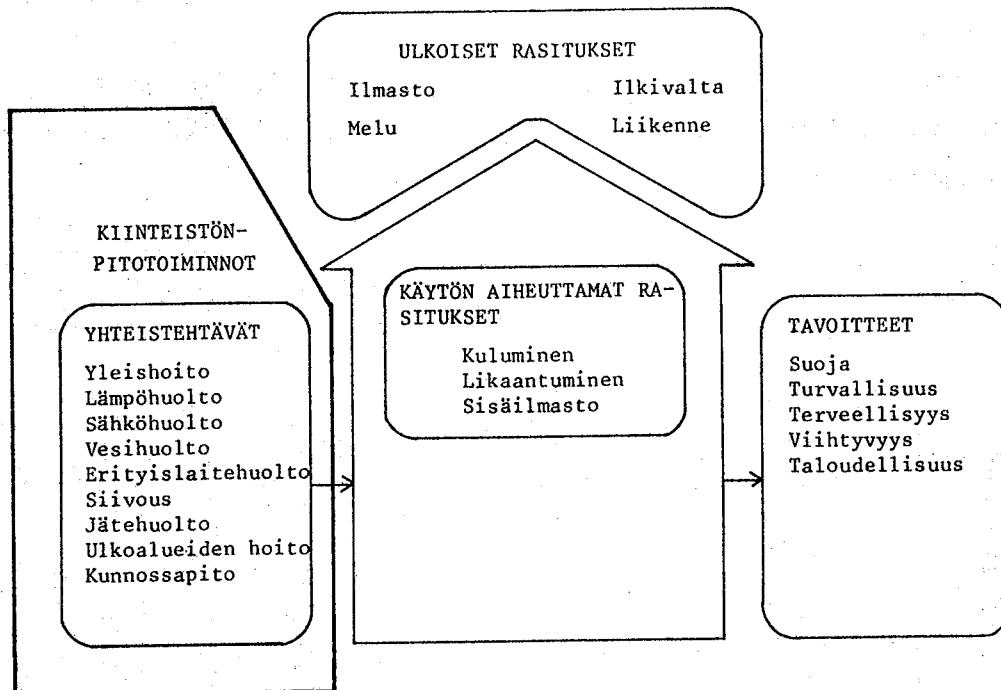 ULKOISET RASITUKSET
Ilmasto Ilkivalta
Melu Liikenne
KIINTEISTÖN-
PITOTOIMINNOT
YHTEISTEHTÄVÄT
Yleishoito
Lämpöhuolto
Sähköhuolto
Vesihuolto
Erityislaitehuolto
Siivous
Jätehuolto
Ulkoalueiden hoito
Kunnossapito
KÄYTÖN AIHEUTTAMAT RA-
SITUKSET
Kuluminen
Likaantuminen
Sisäilmasto
TAVOITTEET
Suoja
Turvallisuus
Terveellisyys
Viihtyvyys
Taloudellisuus